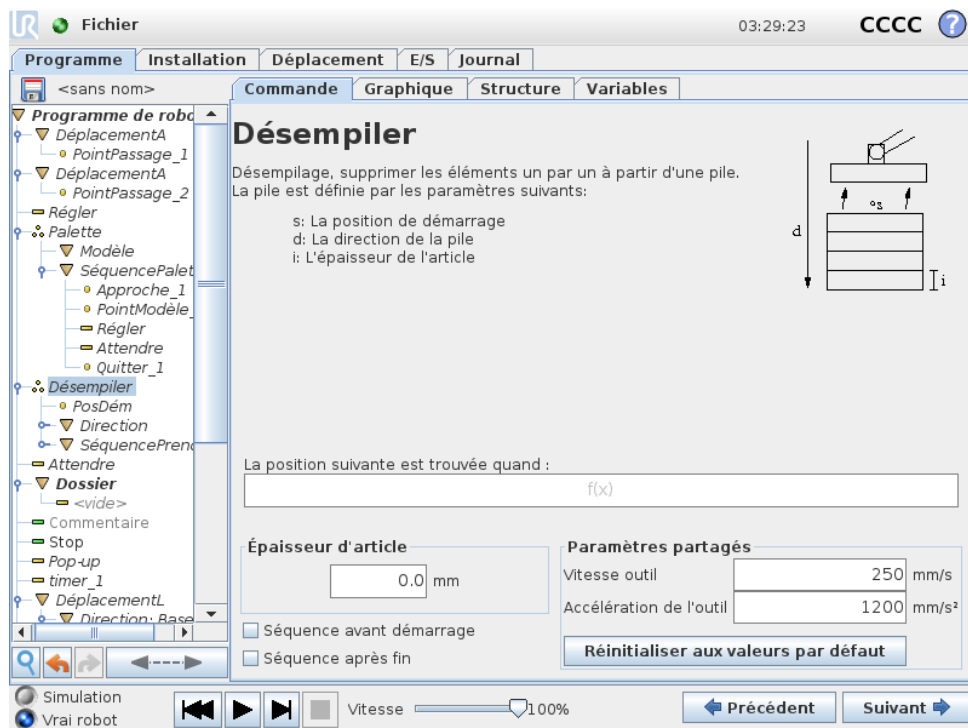 UR Fichier 03:29:23 CCCC ?
Programme Installation Déplacement E/S Journal
<sans nom>
Commande Graphique Structure Variables
Programme de robo
DéplacementA
PointPassage_1
DéplacementA
PointPassage_2
Régler
Palette
Modèle
SéquencePalet
Approche_1
PointModèle_
Régler
Attendre
Quitter_1
Désempiler
PosDém
Direction
SéquencePrend
Attendre
Dossier
<vide>
Commentaire
Stop
Pop-up
timer_1
DéplacementL
Direction: Base
Désempiler
Désempilage, supprimer les éléments un par un à partir d'une pile.
La pile est définie par les paramètres suivants:
s: La position de démarrage
d: La direction de la pile
i: L'épaisseur de l'article
s
d
i
La position suivante est trouvée quand :
f(x)
Épaisseur d'article
0.0 mm
Séquence avant démarrage
Séquence après fin
Paramètres partagés
Vitesse outil 250 mm/s
Accélération de l'outil 1200 mm/s²
Réinitialiser aux valeurs par défaut
Simulation
Vrai robot
Vitesse 100%
Précédent Suivant